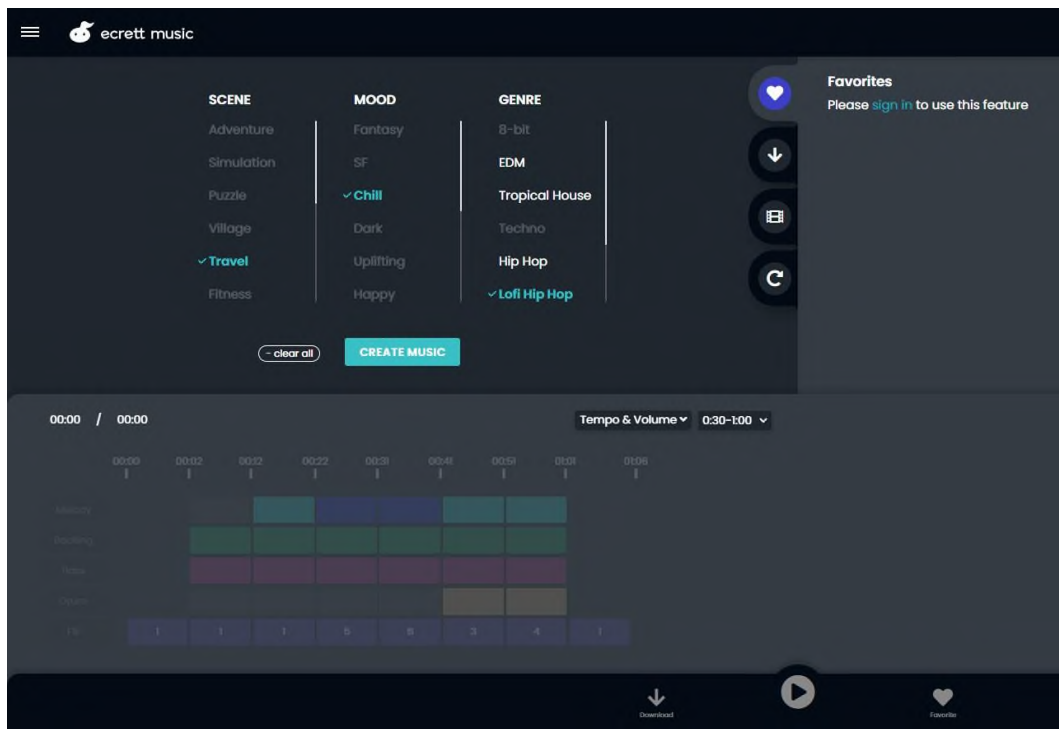 ecrett music
SCENE
Adventure
Simulation
Puzzle
Village
Travel
Fitness
MOOD
Fantasy
SF
Chill
Dark
Uplifting
Happy
GENRE
8-bit
EDM
Tropical House
Techno
Hip Hop
Lofi Hip Hop
- clear all
CREATE MUSIC
Favorites
Please sign in to use this feature
00:00 / 00:00
Tempo & Volume 0:30-1:00
00:00 00:02 00:12 00:22 00:31 00:41 00:51 01:01 01:06
Melody
Backing
Bass
Drum
1 1 1 5 5 3 4 1
Download
Favorite